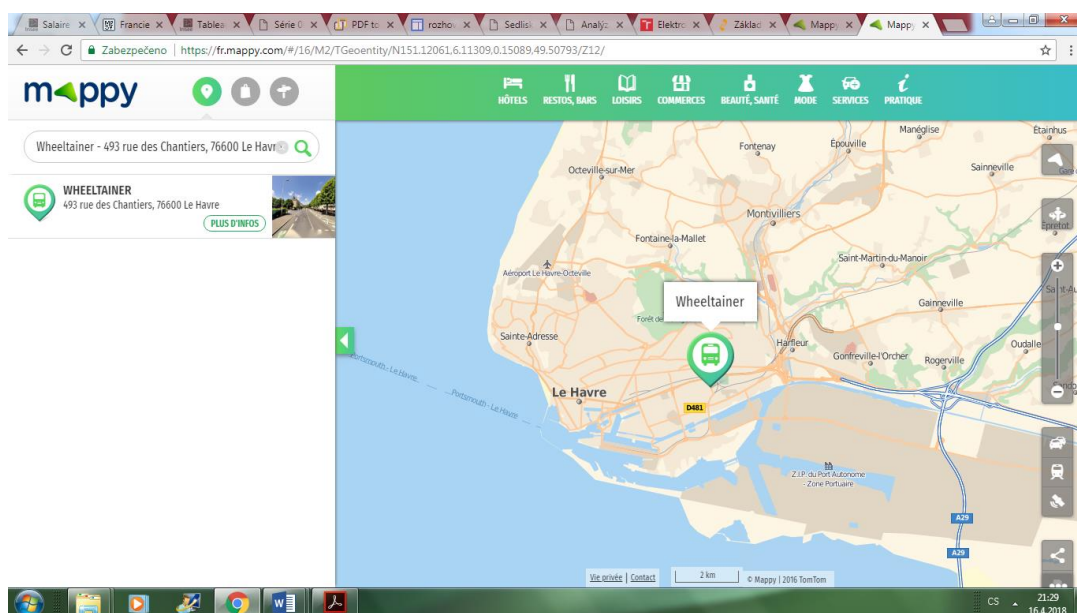 Salaire
Francie
Tablea
Série 0
PDF to
rozhov
Sedlisk
Analýz
Elektro
Základ
Mappy
Mappy
Zabezpečeno
https://fr.mappy.com/#/16/M2/TGeoentity/N151.12061,6.11309,0.15089,49.50793/Z12/
mappy
HÔTELS
RESTOS, BARS
LOISIRS
COMMERCES
BEAUTÉ, SANTÉ
MODE
SERVICES
PRATIQUE
Wheeltainer - 493 rue des Chantiers, 76600 Le Havr
WHEELTAINER
493 rue des Chantiers, 76600 Le Havre
PLUS D'INFOS
Manéglise
Étainhus
Fontenay
Épouville
Octeville-sur-Mer
Sainneville
Montivilliers
Épretot
Fontaine-la-Mallet
Saint-Martin-du-Manoir
Aéroport Le Havre-Octeville
Wheeltainer
Gainneville
Sainte-Adresse
Harfleur
Oudalle
Gonfreville-l'Orcher
Rogerville
Portsmouth - Le Havre
Portsmouth - Le Havre
Le Havre
D481
Z.I.P. du Port Autonome
- Zone Portuaire
A29
A29
Vie privée | Contact
2 km
© Mappy | 2016 TomTom
CS
21:29
16.4.2018